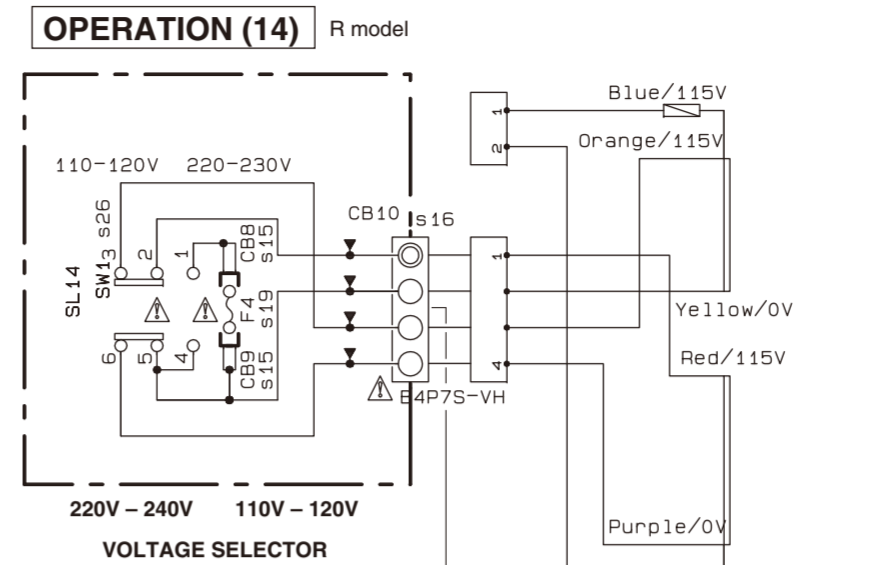 OPERATION (14) R model
Blue/115V
1
2
Orange/115V
110-120V 220-230V
CB10 s16
SL14
SW1 s26
3 2 1
CB8 s15
F4 s19
6 5 4
CB9 s15
1
4
Yellow/0V
Red/115V
B4P7S-VH
Purple/0V
220V – 240V 110V – 120V
VOLTAGE SELECTOR